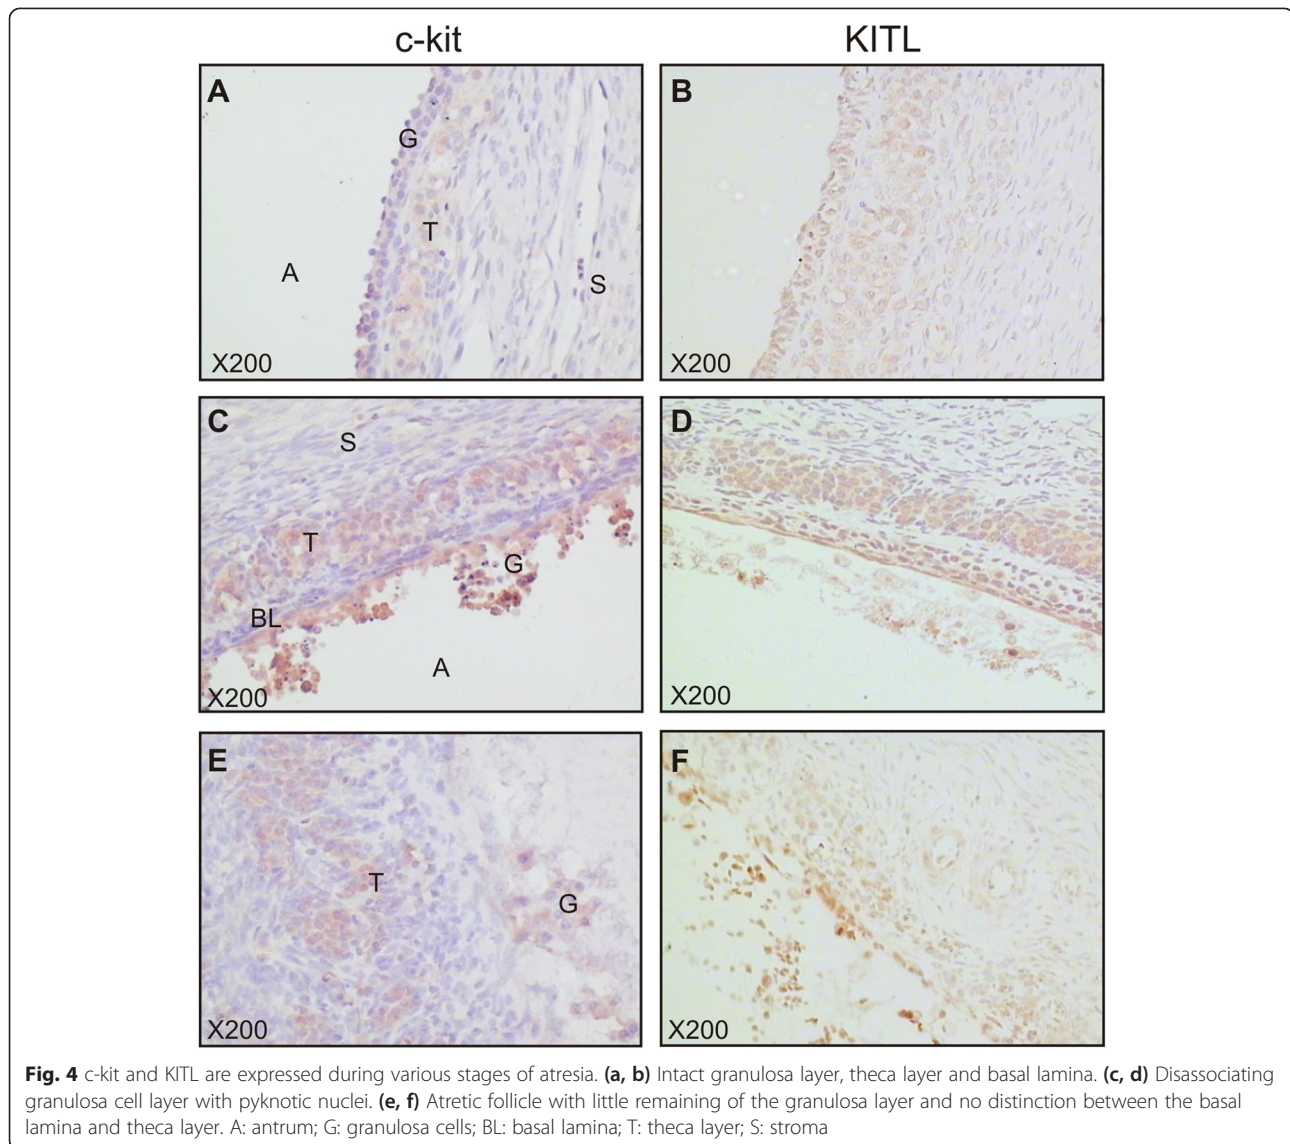 c-kit
KITL
A
G
T
A
S
X200
B
X200
C
S
T
G
BL
A
X200
D
X200
E
T
G
X200
F
X200
Fig. 4 c-kit and KITL are expressed during various stages of atresia. (a, b) Intact granulosa layer, theca layer and basal lamina. (c, d) Disassociating
granulosa cell layer with pyknotic nuclei. (e, f) Atretic follicle with little remaining of the granulosa layer and no distinction between the basal
lamina and theca layer. A: antrum; G: granulosa cells; BL: basal lamina; T: theca layer; S: stroma